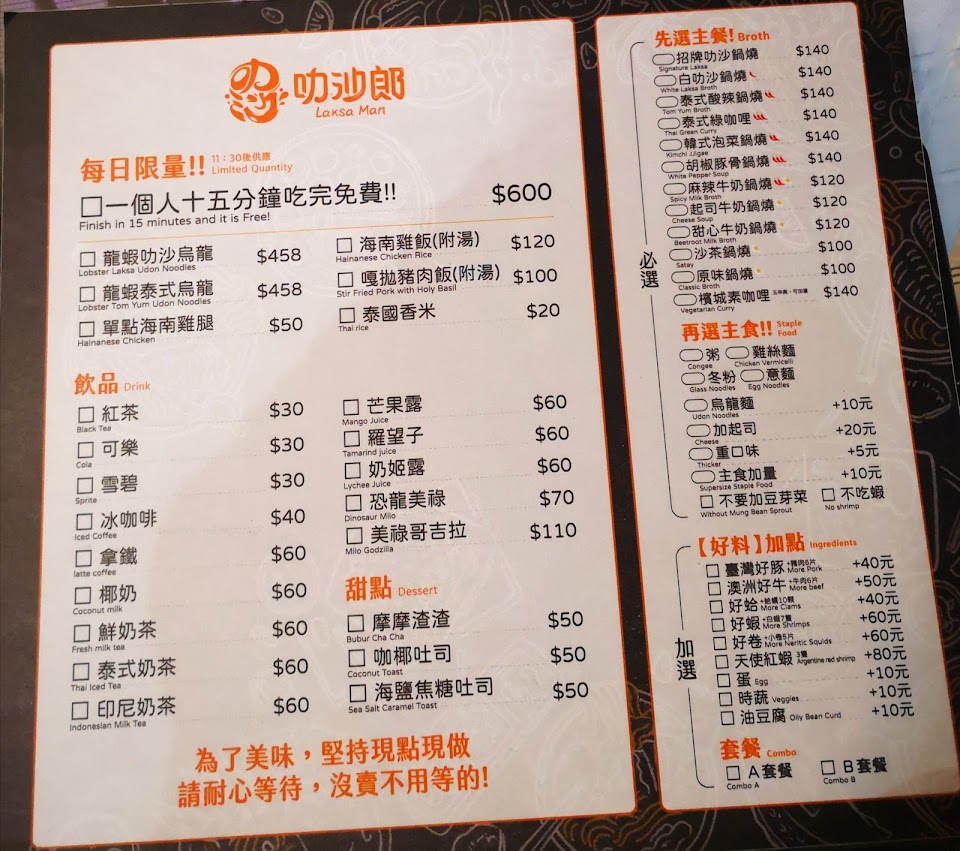 叻沙郎
Laksa Man
每日限量!! 11：30後供應
Limited Quantity
一個人十五分鐘吃完免費!! $600
Finish in 15 minutes and it is Free!
龍蝦叻沙烏龍 $458
Lobster Laksa Udon Noodles
龍蝦泰式烏龍 $458
Lobster Tom Yum Udon Noodles
單點海南雞腿 $50
Hainanese Chicken
海南雞飯(附湯) $120
Hainanese Chicken Rice
嘎拋豬肉飯(附湯) $100
Stir Fried Pork with Holy Basil
泰國香米 $20
Thai rice
飲品 Drink
紅茶 $30
Black Tea
可樂 $30
Cola
雪碧 $30
Sprite
冰咖啡 $40
Iced Coffee
拿鐵 $60
latte coffee
椰奶 $60
Coconut milk
鮮奶茶 $60
Fresh milk tea
泰式奶茶 $60
Thai Iced Tea
印尼奶茶 $60
Indonesian Milk Tea
芒果露 $60
Mango Juice
羅望子 $60
Tamarind juice
奶姬露 $60
Lychee Juice
恐龍美祿 $70
Dinosaur Milo
美祿哥吉拉 $110
Milo Godzilla
甜點 Dessert
摩摩渣渣 $50
Bubur Cha Cha
咖椰吐司 $50
Coconut Toast
海鹽焦糖吐司 $50
Sea Salt Caramel Toast
為了美味，堅持現點現做
請耐心等待，沒賣不用等的!
先選主餐! Broth
必選
招牌叻沙鍋燒 $140
Signature Laksa
白叻沙鍋燒 $140
White Laksa Broth
泰式酸辣鍋燒 $140
Tom Yum Broth
泰式綠咖哩 $140
Thai Green Curry
韓式泡菜鍋燒 $140
Kimchi JJigae
胡椒豚骨鍋燒 $140
White Pepper Soup
麻辣牛奶鍋燒 $120
Spicy Milk Broth
起司牛奶鍋燒 $120
Cheese Soup
甜心牛奶鍋燒 $120
Beetroot Milk Broth
沙茶鍋燒 $100
Satay
原味鍋燒 $100
Classic Broth
檳城素咖哩 $140
Vegetarian Curry
再選主食!! Staple
Food
粥 雞絲麵
Congee Chicken Vermicelli
冬粉 意麵
Glass Noodles Egg Noodles
烏龍麵 +10元
Udon Noodles
加起司 +20元
Cheese
重口味 +5元
Thicker
主食加量 +10元
Supersize Staple Food
不要加豆芽菜 不吃蝦
Without Mung Bean Sprout No shrimp
【好料】加點 Ingredients
加選
臺灣好豚 +豬肉6片 More Pork +40元
澳洲好牛 +牛肉6片 More beef +50元
好蛤 +蛤蠣10顆 More Clams +40元
好蝦 +白蝦7隻 More Shrimps +60元
好卷 +小卷5片 More Neritic Squids +60元
天使紅蝦 3隻 Argentine red shrimp +80元
蛋 Egg +10元
時蔬 Veggies +10元
油豆腐 Oily Bean Curd +10元
套餐 Combo
A套餐 B套餐
Combo A Combo B